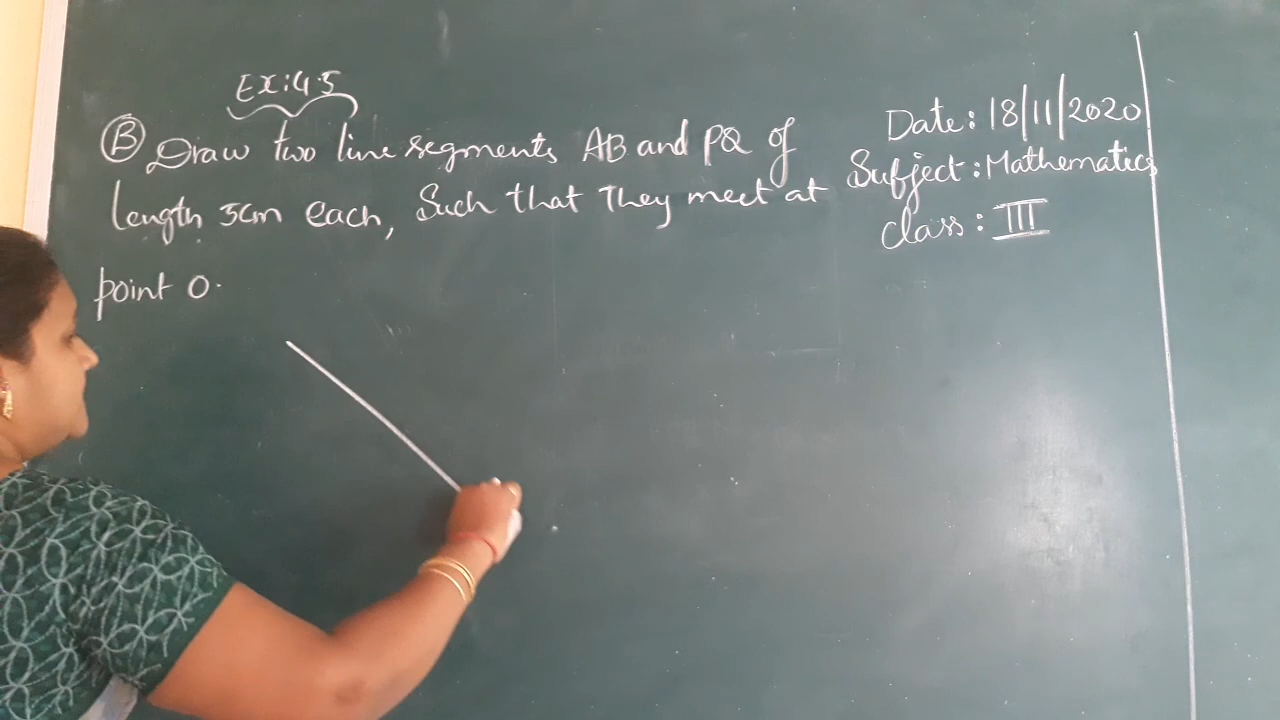 Ex:4.5
B Draw two line segments AB and PQ of
length 5cm each, Such that They meet at
point O.
Date: 18/11/2020
Subject: Mathematics
class: III